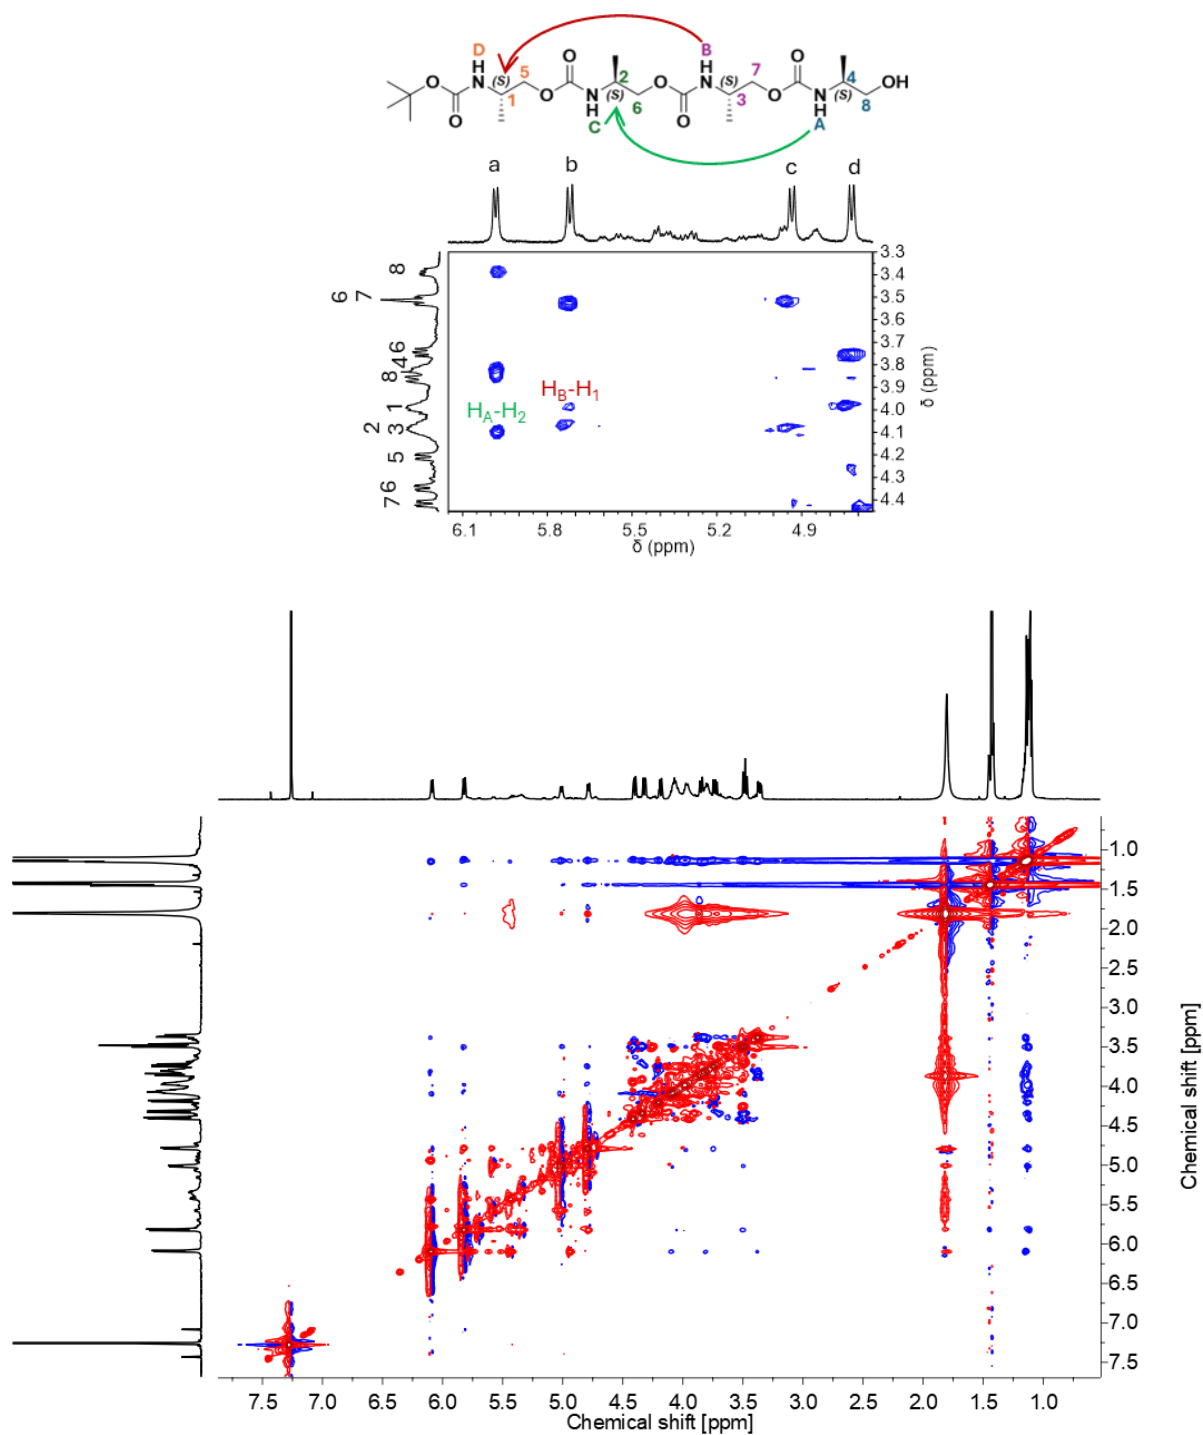 D
H
N
(S)
1
5
O
O
O
O
N
H
C
2
(S)
6
O
O
B
H
N
(S)
3
7
O
O
N
H
A
4
(S)
8
OH
a b c d
8
6 7
4 6
8
1
2 3
5
7 6
H_A-H_2
H_B-H_1
3.3
3.4
3.5
3.6
3.7
3.8
3.9
4.0
4.1
4.2
4.3
4.4
δ (ppm)
6.1 5.8 5.5 5.2 4.9
δ (ppm)
1.0
1.5
2.0
2.5
3.0
3.5
4.0
4.5
5.0
5.5
6.0
6.5
7.0
7.5
Chemical shift [ppm]
7.5 7.0 6.5 6.0 5.5 5.0 4.5 4.0 3.5 3.0 2.5 2.0 1.5 1.0
Chemical shift [ppm]